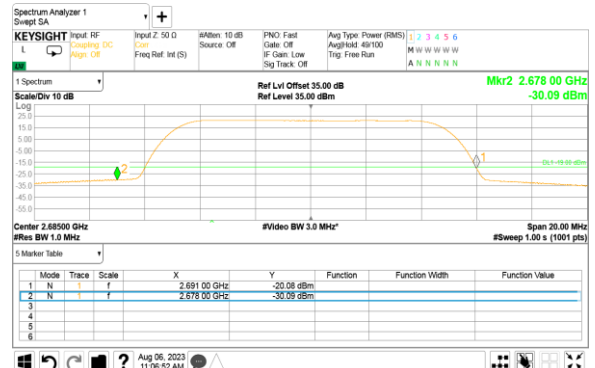 Spectrum Analyzer 1
Swept SA
KEYSIGHT Input: RF Input Z: 50 Ω #Atten: 10 dB PNO: Fast Avg Type: Power (RMS) 1 2 3 4 5 6
L Coupling: DC Corr Source: Off Gate: Off Avg|Hold: 49/100 M W W W W W
Align: Off Freq Ref: Int (S) IF Gain: Low Trig: Free Run
Sig Track: Off A N N N N N
1 Spectrum Ref Lvl Offset 35.00 dB Mkr2 2.678 00 GHz
Scale/Div 10 dB Ref Level 35.00 dBm -30.09 dBm
Log
25.0
15.0
5.00
-5.00
-15.0
-25.0
-35.0
-45.0
-55.0
2
1
Center 2.68500 GHz #Video BW 3.0 MHz* Span 20.00 MHz
#Res BW 1.0 MHz #Sweep 1.00 s (1001 pts)
5 Marker Table
Mode Trace Scale X Y Function Function Width Function Value
1 N 1 f 2.691 00 GHz -20.08 dBm
2 N 1 f 2.678 00 GHz -30.09 dBm
3
4
5
6
Aug 06, 2023
11:06:52 AM